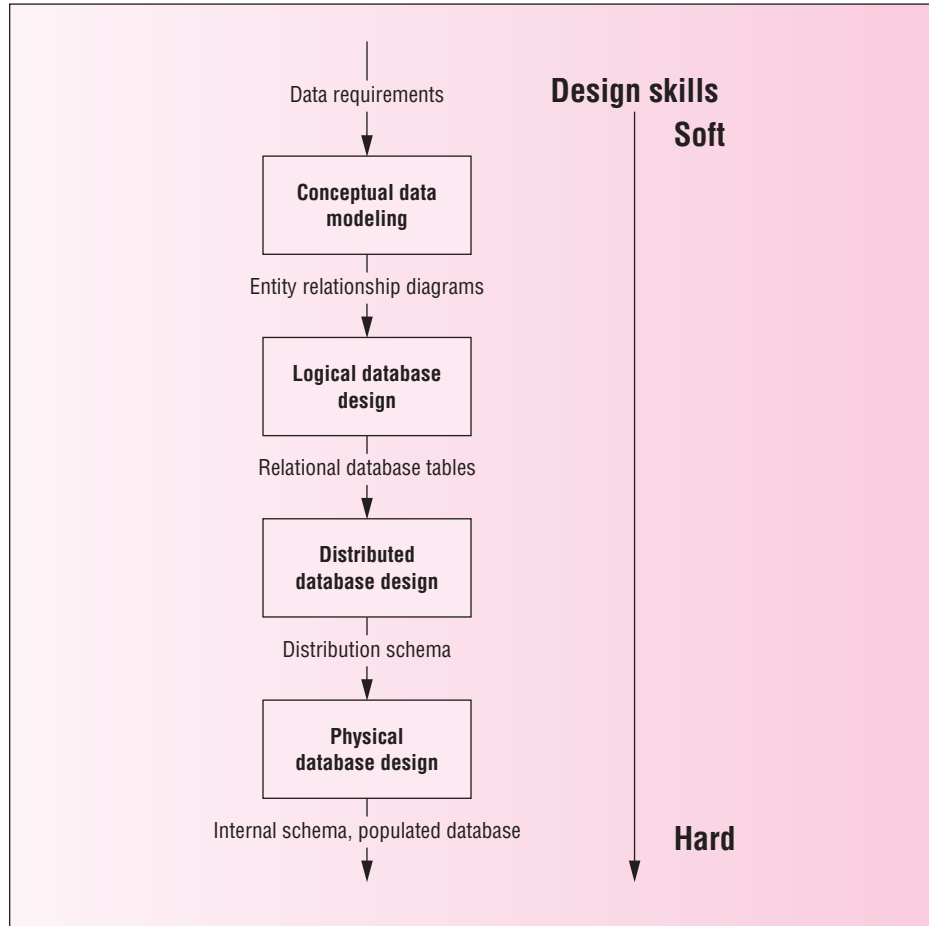 Data requirements
Design skills
Soft
Conceptual data
modeling
Entity relationship diagrams
Logical database
design
Relational database tables
Distributed
database design
Distribution schema
Physical
database design
Internal schema, populated database
Hard